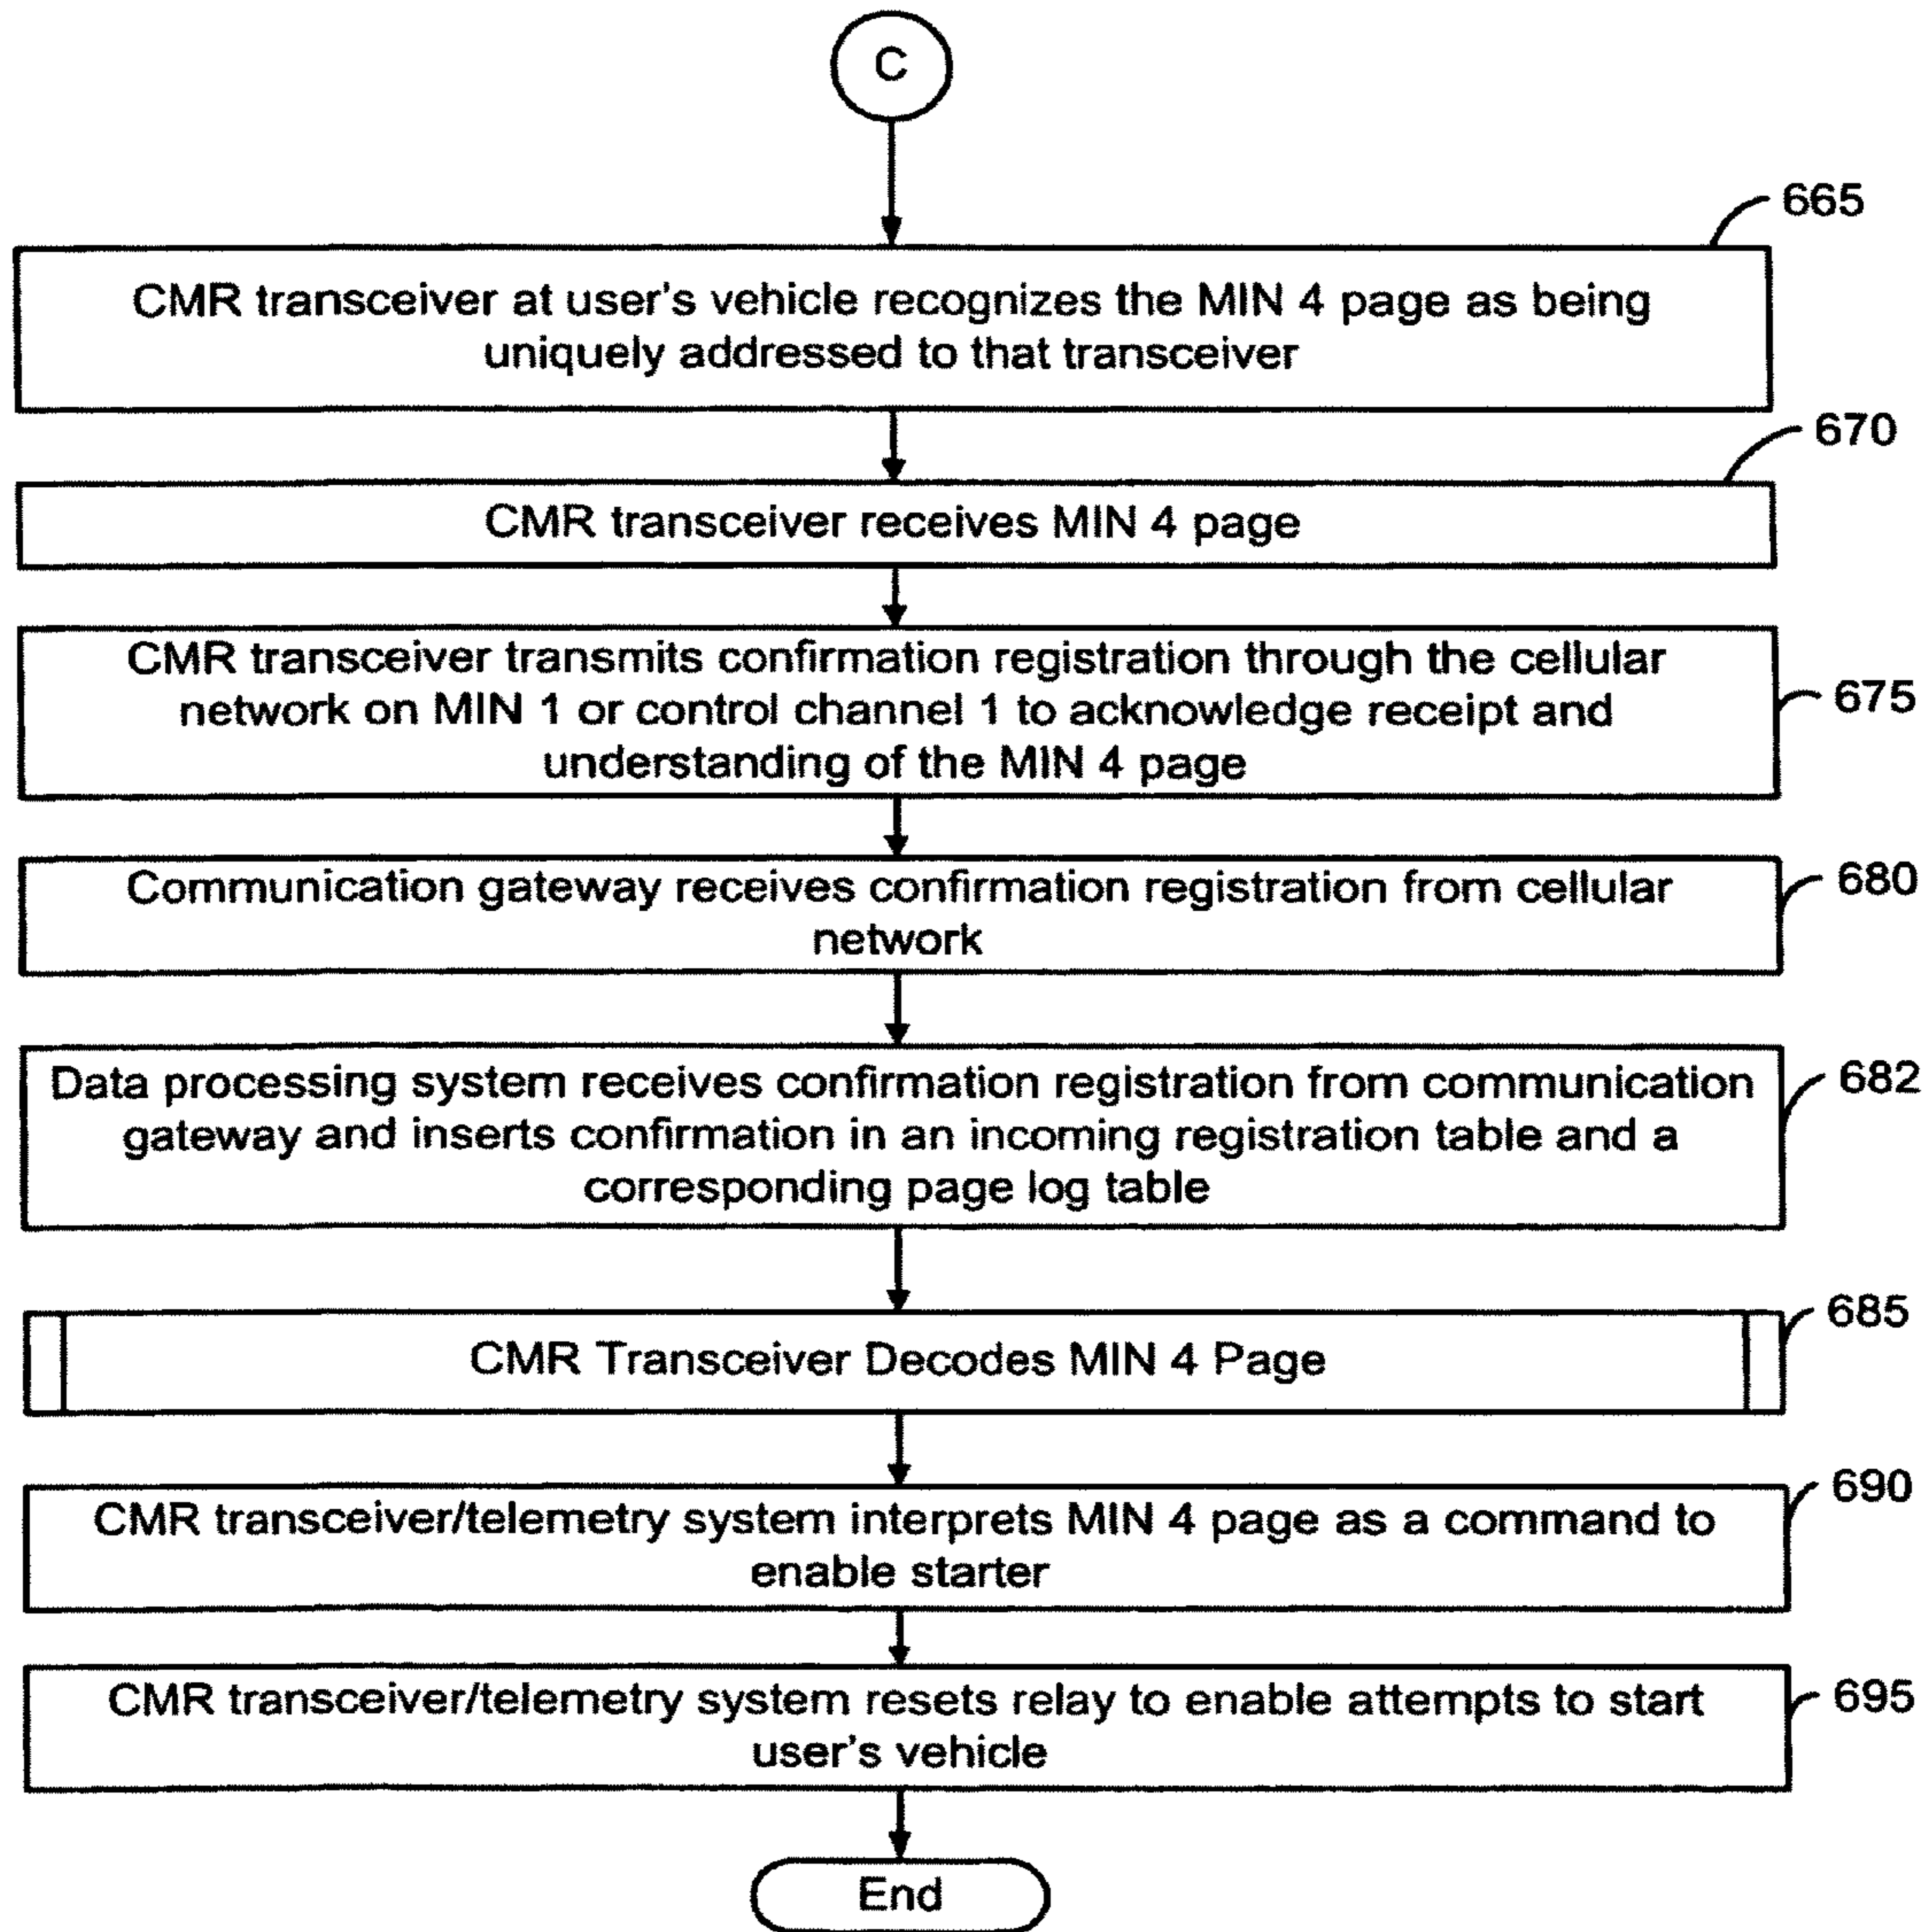 C
665
CMR transceiver at user's vehicle recognizes the MIN 4 page as being
uniquely addressed to that transceiver
670
CMR transceiver receives MIN 4 page
CMR transceiver transmits confirmation registration through the cellular
network on MIN 1 or control channel 1 to acknowledge receipt and
understanding of the MIN 4 page
675
Communication gateway receives confirmation registration from cellular
network
680
Data processing system receives confirmation registration from communication
gateway and inserts confirmation in an incoming registration table and a
corresponding page log table
682
CMR Transceiver Decodes MIN 4 Page
685
CMR transceiver/telemetry system interprets MIN 4 page as a command to
enable starter
690
CMR transceiver/telemetry system resets relay to enable attempts to start
user's vehicle
695
End